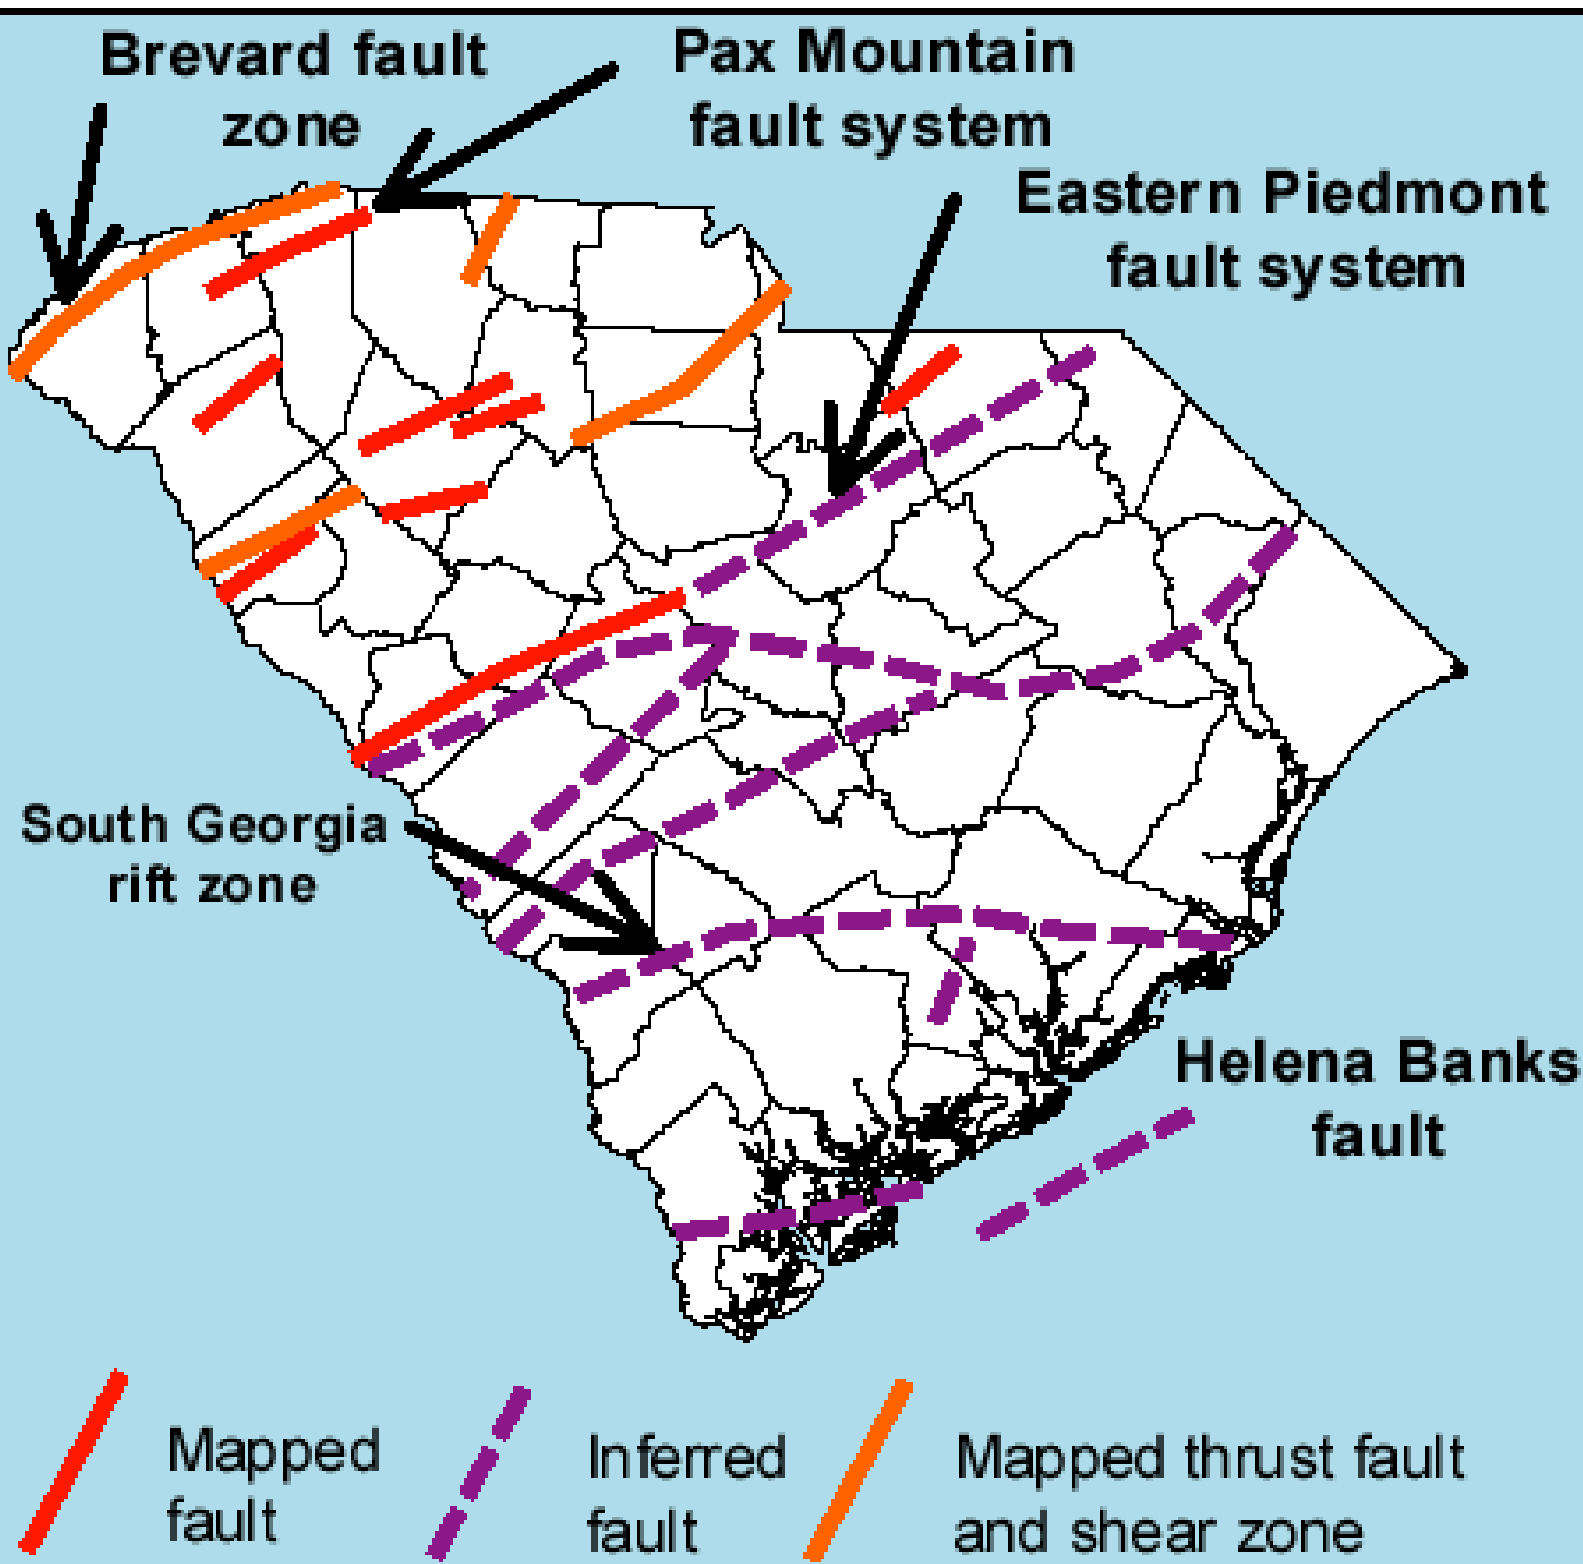 Brevard fault
zone
Pax Mountain
fault system
Eastern Piedmont
fault system
South Georgia
rift zone
Helena Banks
fault
Mapped
fault
Inferred
fault
Mapped thrust fault
and shear zone